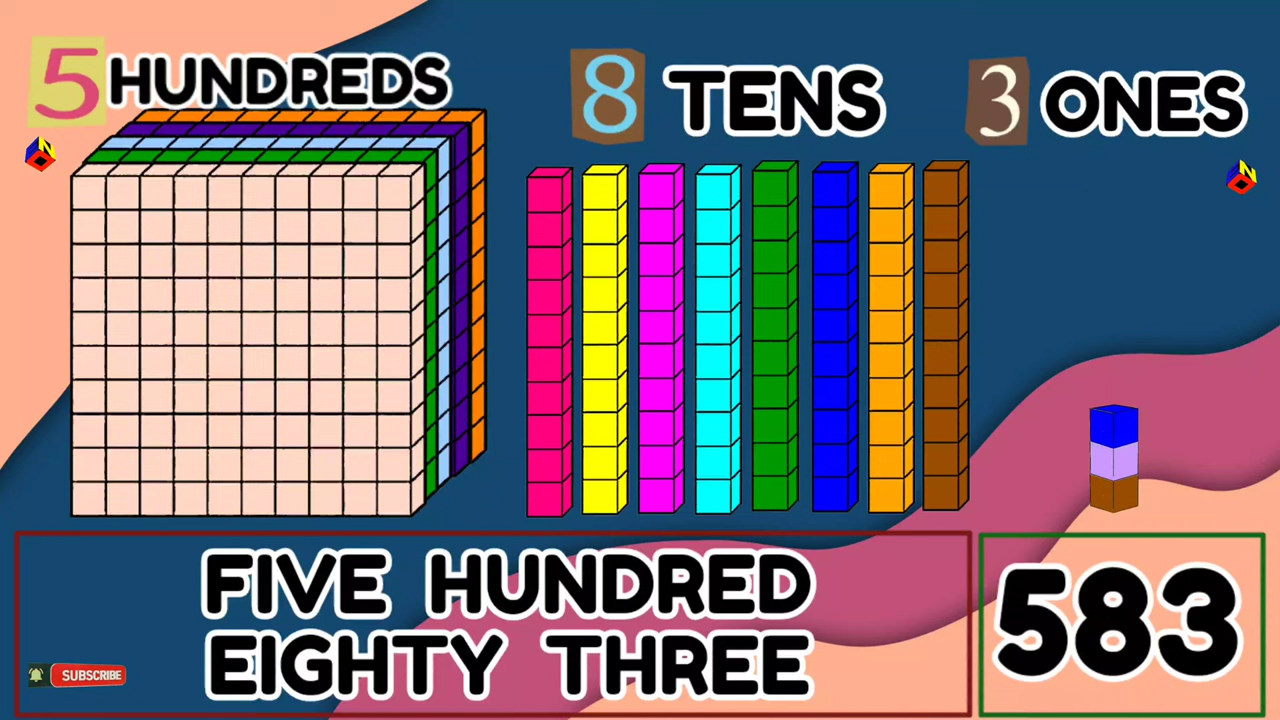 5 HUNDREDS
8 TENS
3 ONES
FIVE HUNDRED
EIGHTY THREE
583
SUBSCRIBE